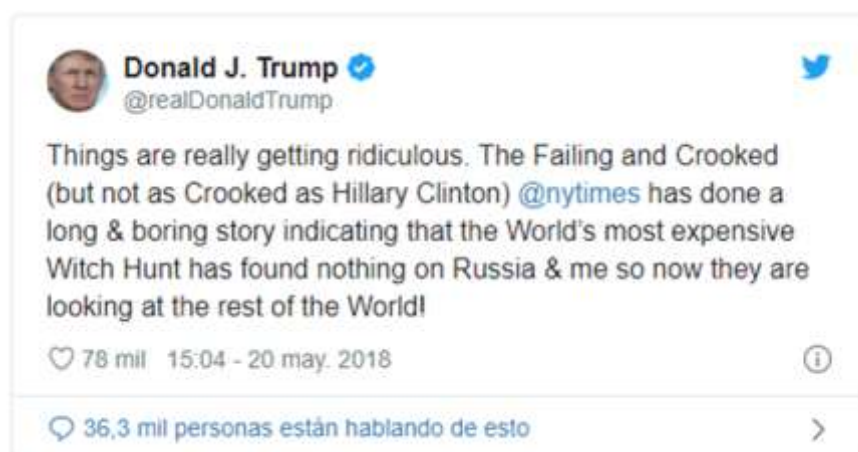 Donald J. Trump
@realDonaldTrump
Things are really getting ridiculous. The Failing and Crooked
(but not as Crooked as Hillary Clinton) @nytimes has done a
long & boring story indicating that the World's most expensive
Witch Hunt has found nothing on Russia & me so now they are
looking at the rest of the World!
78 mil 15:04 - 20 may. 2018
36,3 mil personas están hablando de esto